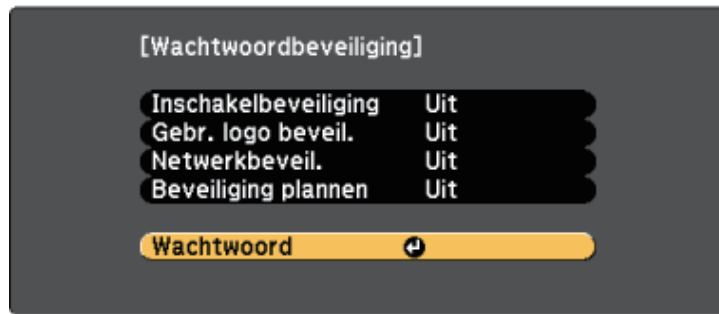 [Wachtwoordbeveiliging]
Inschakelbeveiliging Uit
Gebr. logo beveil. Uit
Netwerkbeveil. Uit
Beveiliging plannen Uit
Wachtwoord